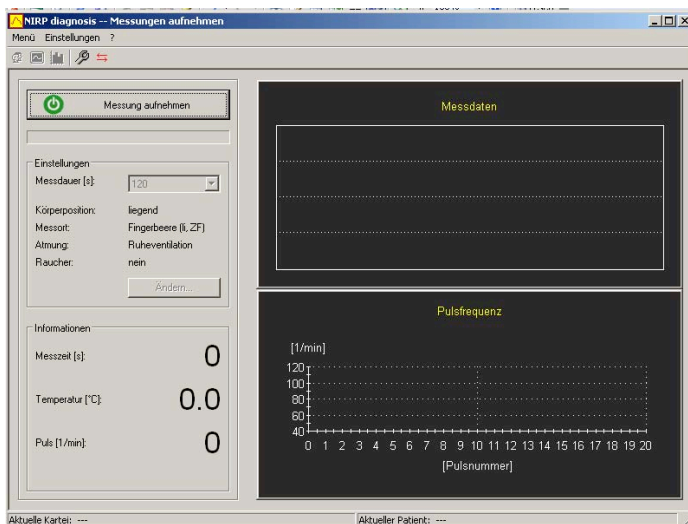 NIRP diagnosis -- Messungen aufnehmen
Menü Einstellungen ?
Messung aufnehmen
Einstellungen
Messdauer [s]: 120
Körperposition: liegend
Messort: Fingerbeere (li, ZF)
Atmung: Ruheventilation
Raucher: nein
Ändern...
Informationen
Messzeit [s]: 0
Temperatur [°C]: 0.0
Puls [1/min]: 0
Messdaten
Pulsfrequenz
[1/min]
120
100
80
60
40
0 1 2 3 4 5 6 7 8 9 10 11 12 13 14 15 16 17 18 19 20
[Pulsnummer]
Aktuelle Kartei: --- Aktueller Patient: ---